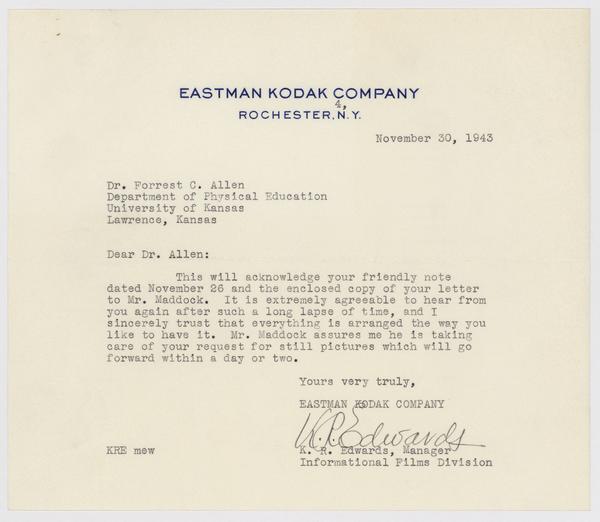 EASTMAN KODAK COMPANY
4,
ROCHESTER, N.Y.
November 30, 1943
Dr. Forrest C. Allen
Department of Physical Education
University of Kansas
Lawrence, Kansas
Dear Dr. Allen:
This will acknowledge your friendly note
dated November 26 and the enclosed copy of your letter
to Mr. Maddock. It is extremely agreeable to hear from
you again after such a long lapse of time, and I
sincerely trust that everything is arranged the way you
like to have it. Mr. Maddock assures me he is taking
care of your request for still pictures which will go
forward within a day or two.
Yours very truly,
EASTMAN KODAK COMPANY
K.R. Edwards
K. R. Edwards, Manager
KRE mew
Informational Films Division